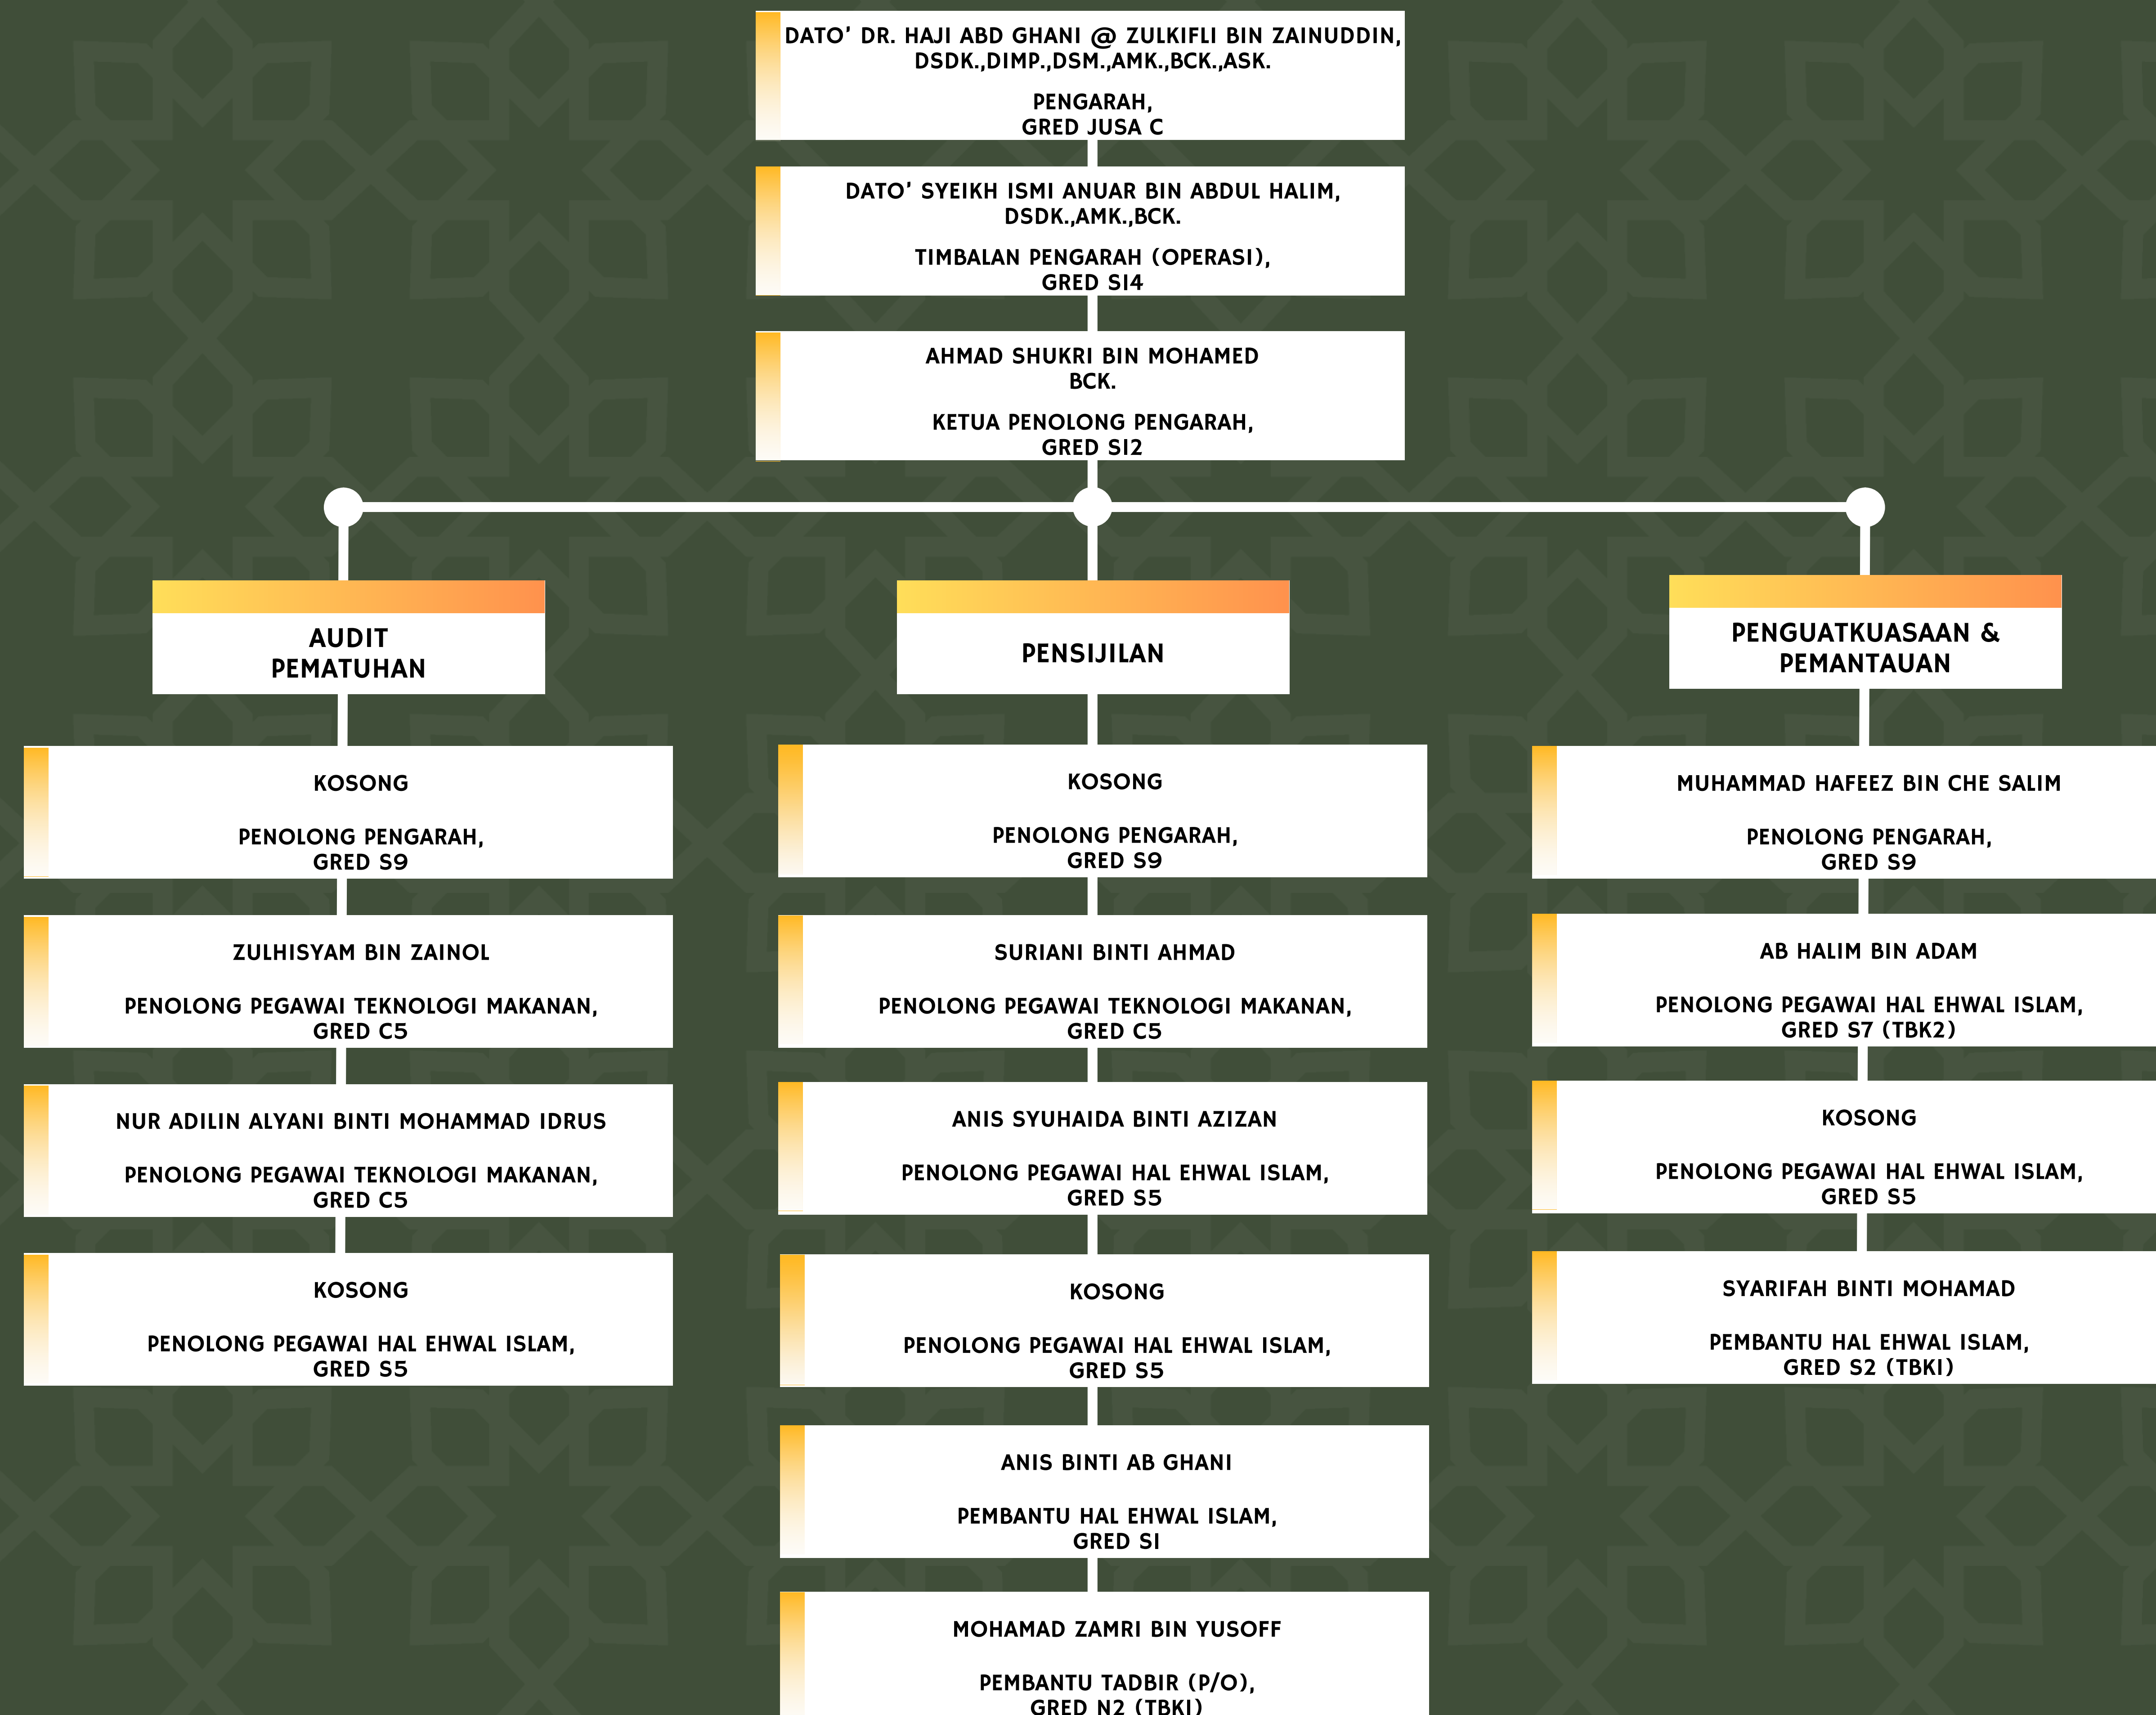 DATO' DR. HAJI ABD GHANI @ ZULKIFLI BIN ZAINUDDIN,
DSDK.,DIMP.,DSM.,AMK.,BCK.,ASK.
PENGARAH,
GRED JUSA C
DATO' SYEIKH ISMI ANUAR BIN ABDUL HALIM,
DSDK.,AMK.,BCK.
TIMBALAN PENGARAH (OPERASI),
GRED S14
AHMAD SHUKRI BIN MOHAMED
BCK.
KETUA PENOLONG PENGARAH,
GRED S12
AUDIT
PEMATUHAN
KOSONG
PENOLONG PENGARAH,
GRED S9
ZULHISYAM BIN ZAINOL
PENOLONG PEGAWAI TEKNOLOGI MAKANAN,
GRED C5
NUR ADILIN ALYANI BINTI MOHAMMAD IDRUS
PENOLONG PEGAWAI TEKNOLOGI MAKANAN,
GRED C5
KOSONG
PENOLONG PEGAWAI HAL EHWAL ISLAM,
GRED S5
PENSIJILAN
KOSONG
PENOLONG PENGARAH,
GRED S9
SURIANI BINTI AHMAD
PENOLONG PEGAWAI TEKNOLOGI MAKANAN,
GRED C5
ANIS SYUHAIDA BINTI AZIZAN
PENOLONG PEGAWAI HAL EHWAL ISLAM,
GRED S5
KOSONG
PENOLONG PEGAWAI HAL EHWAL ISLAM,
GRED S5
ANIS BINTI AB GHANI
PEMBANTU HAL EHWAL ISLAM,
GRED S1
MOHAMAD ZAMRI BIN YUSOFF
PEMBANTU TADBIR (P/O),
GRED N2 (TBK1)
PENGUATKUASAAN &
PEMANTAUAN
MUHAMMAD HAFEEZ BIN CHE SALIM
PENOLONG PENGARAH,
GRED S9
AB HALIM BIN ADAM
PENOLONG PEGAWAI HAL EHWAL ISLAM,
GRED S7 (TBK2)
KOSONG
PENOLONG PEGAWAI HAL EHWAL ISLAM,
GRED S5
SYARIFAH BINTI MOHAMAD
PEMBANTU HAL EHWAL ISLAM,
GRED S2 (TBK1)